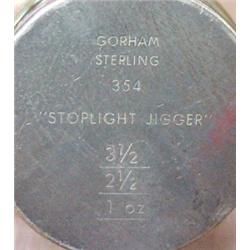 GORHAM
STERLING
354
"STOPLIGHT JIGGER"
3½
2½
1 oz